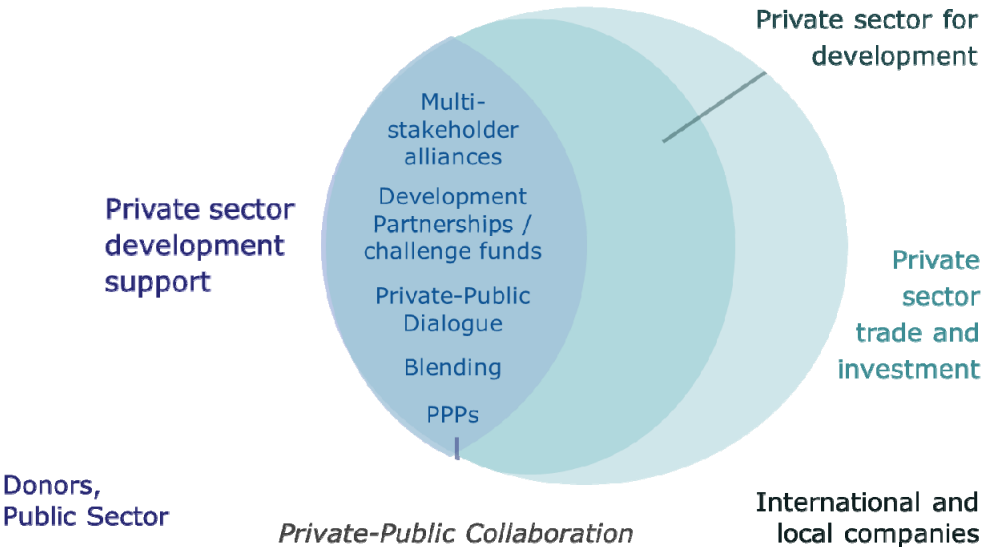 Private sector for
development
Multi-
stakeholder
alliances
Development
Partnerships /
challenge funds
Private-Public
Dialogue
Blending
PPPs
Private sector
development
support
Private
sector
trade and
investment
Donors,
Public Sector
Private-Public Collaboration
International and
local companies